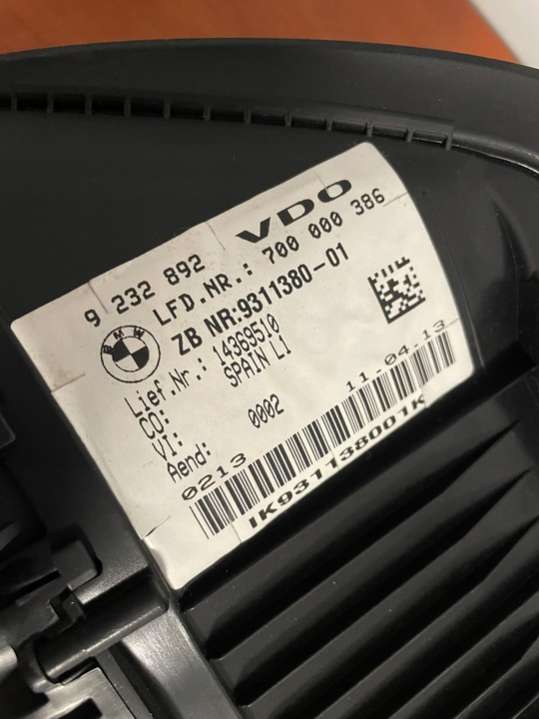 9 232 892 VDO
LFD.NR.: 700 000 386
BMW
ZB NR:9311380-01
Lief.Nr.: 14369510
CO: SPAIN L1
VI:
Aend: 0002 11.04.13
0213
IK931138001K